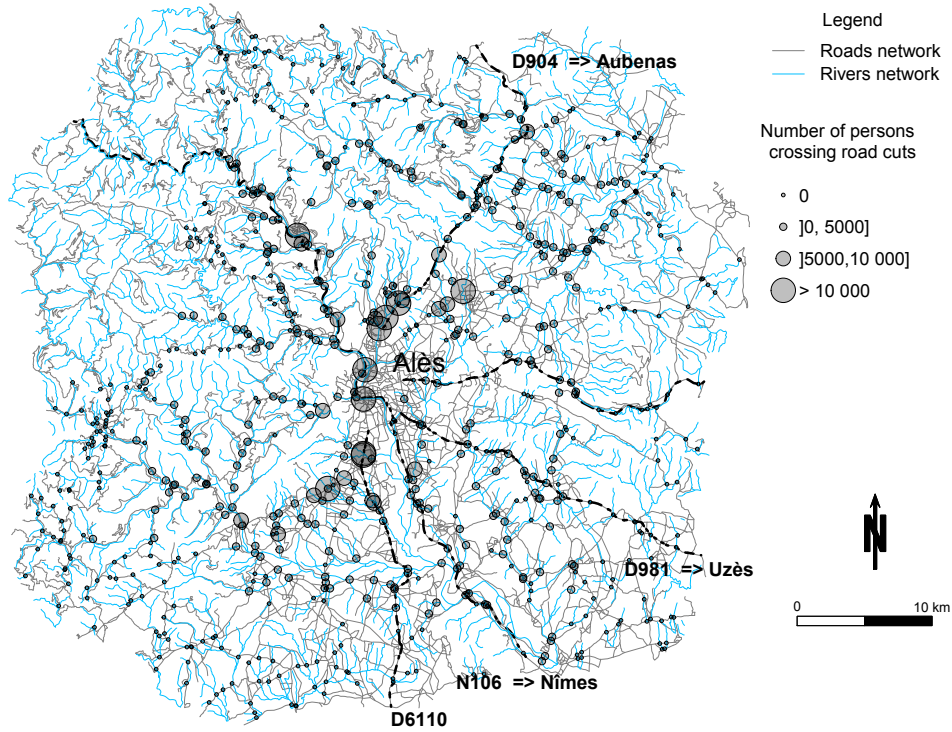 Legend
Roads network
Rivers network
D904 => Aubenas
Number of persons
crossing road cuts
0
]0, 5000]
]5000,10 000]
> 10 000
Alès
N
D981 => Uzès
0 10 km
N106 => Nîmes
D6110